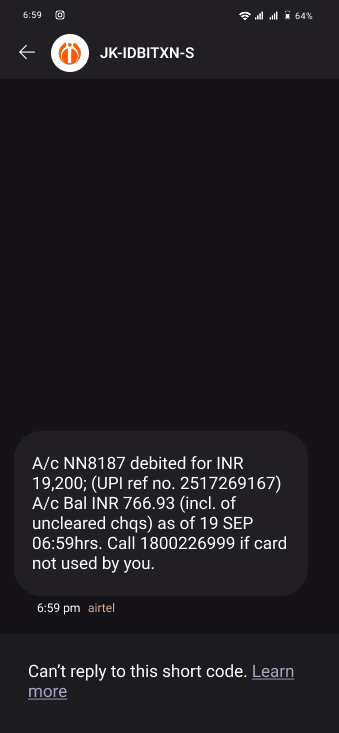 6:59
64%
JK-IDBITXN-S
A/c NN8187 debited for INR
19,200; (UPI ref no. 2517269167)
A/c Bal INR 766.93 (incl. of
uncleared chqs) as of 19 SEP
06:59hrs. Call 1800226999 if card
not used by you.
6:59 pm airtel
Can't reply to this short code. Learn
more